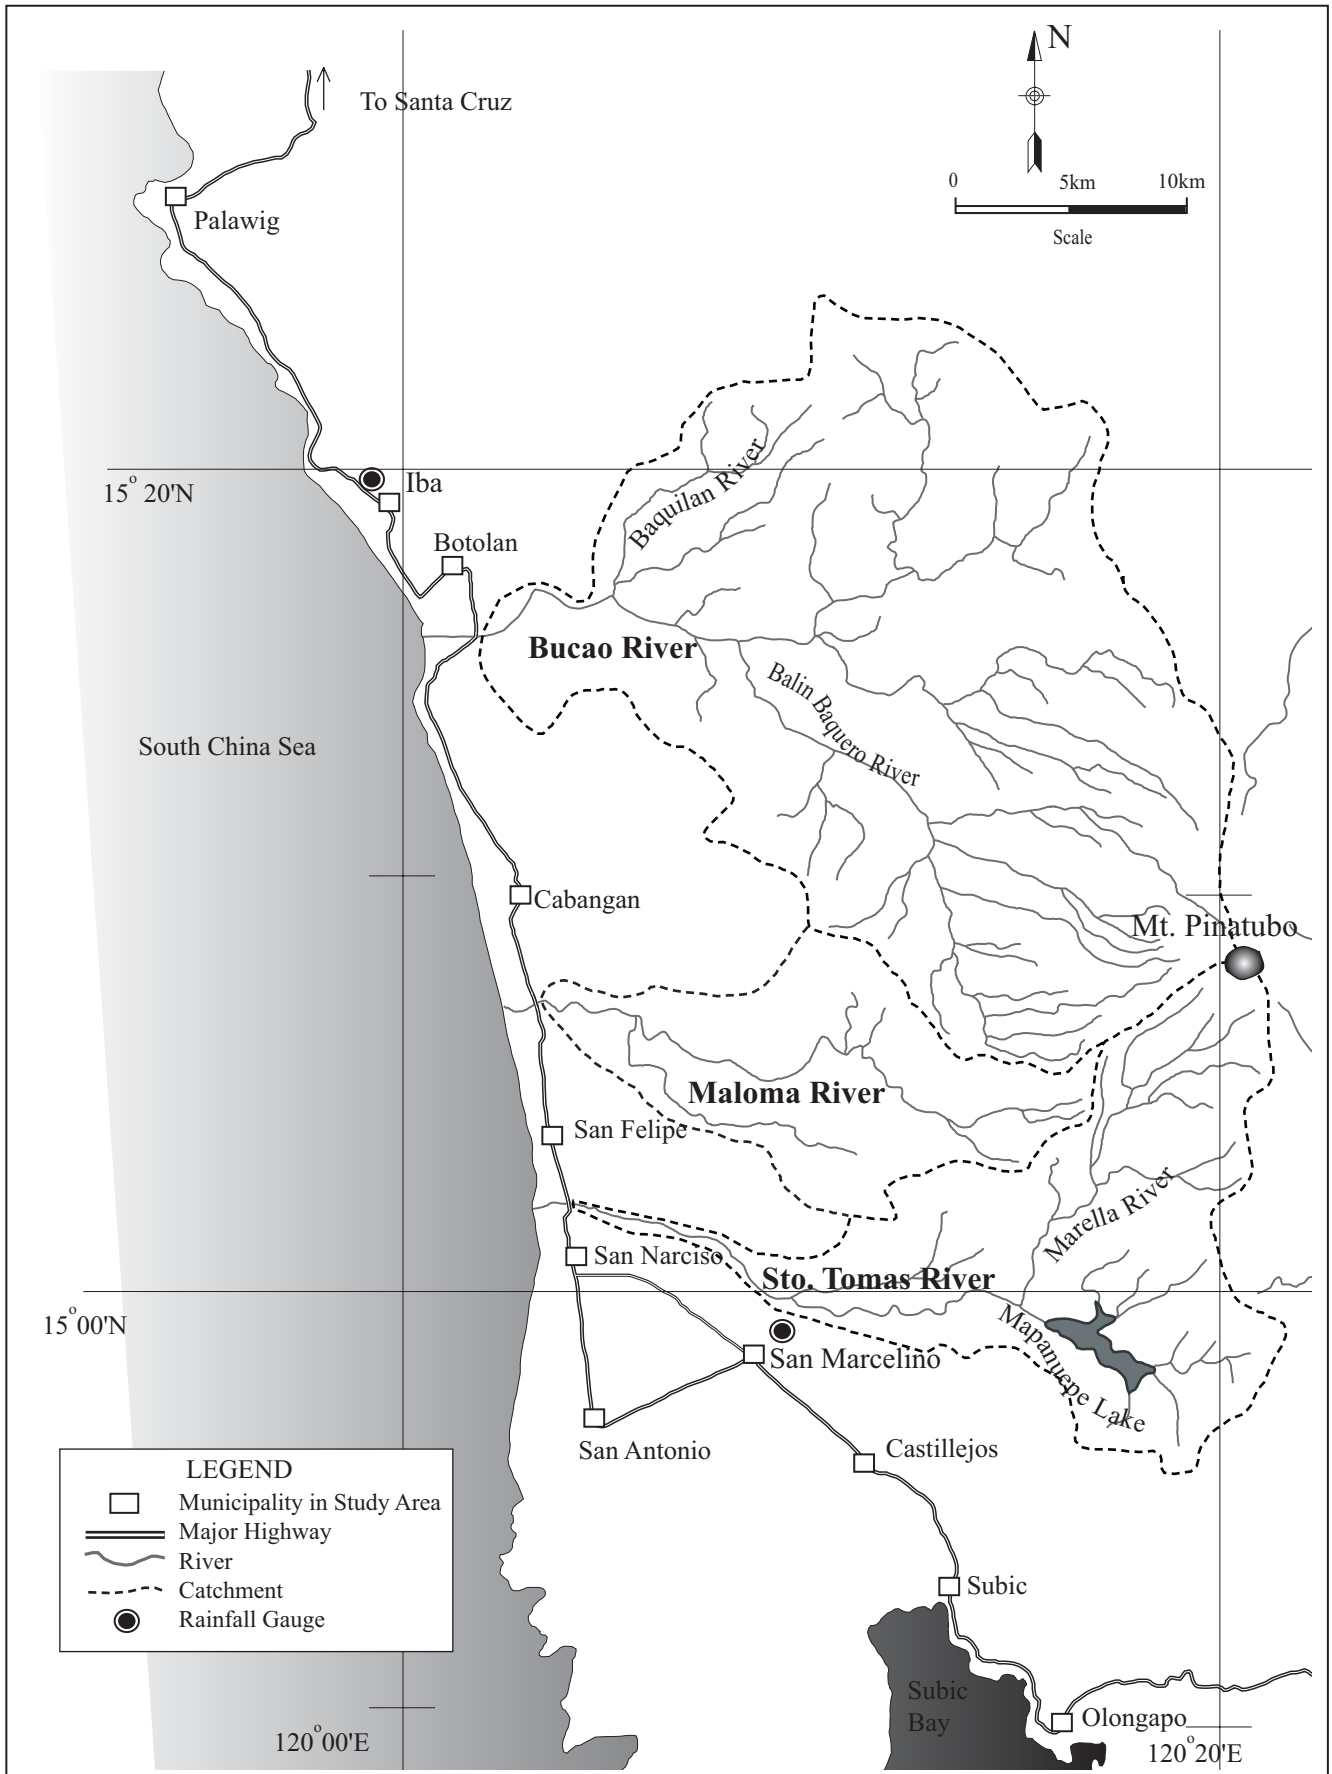 N
To Santa Cruz
0 5km 10km
Scale
Palawig
15° 20'N
Iba
Baquilan River
Botolan
Bucao River
Balin Baquero River
South China Sea
Cabangan
Mt. Pinatubo
Maloma River
San Felipe
Marella River
San Narciso
Sto. Tomas River
15°00'N
Mapanuepe Lake
San Marcelino
San Antonio
Castillejos
LEGEND
Municipality in Study Area
Major Highway
River
Catchment
Rainfall Gauge
Subic
Subic
Bay
Olongapo
120°00'E
120°20'E